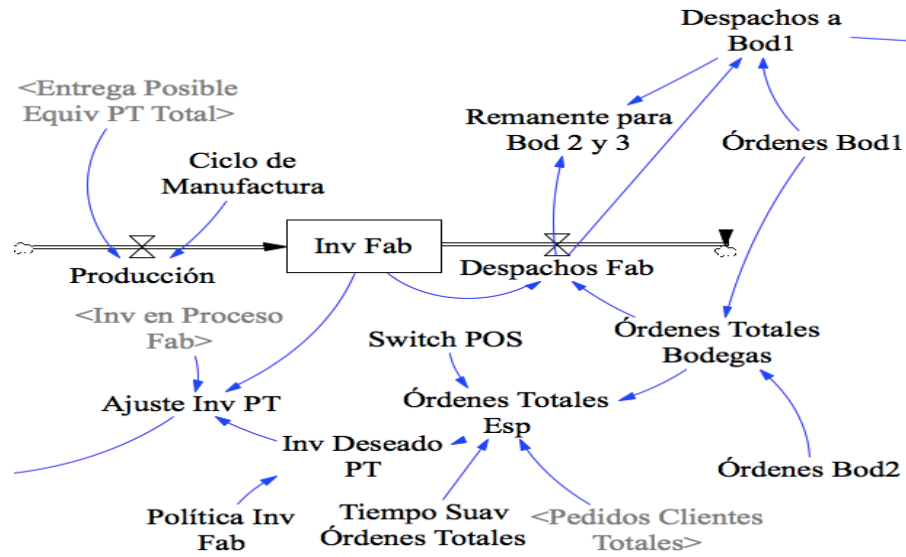 Despachos a
Bod1
<Entrega Posible
Equiv PT Total>
Remanente para
Bod 2 y 3
Órdenes Bod1
Ciclo de
Manufactura
Inv Fab
Producción
Despachos Fab
<Inv en Proceso
Fab>
Switch POS
Órdenes Totales
Bodegas
Ajuste Inv PT
Órdenes Totales
Esp
Inv Deseado
PT
Órdenes Bod2
Política Inv
Fab
Tiempo Suav
Órdenes Totales
<Pedidos Clientes
Totales>